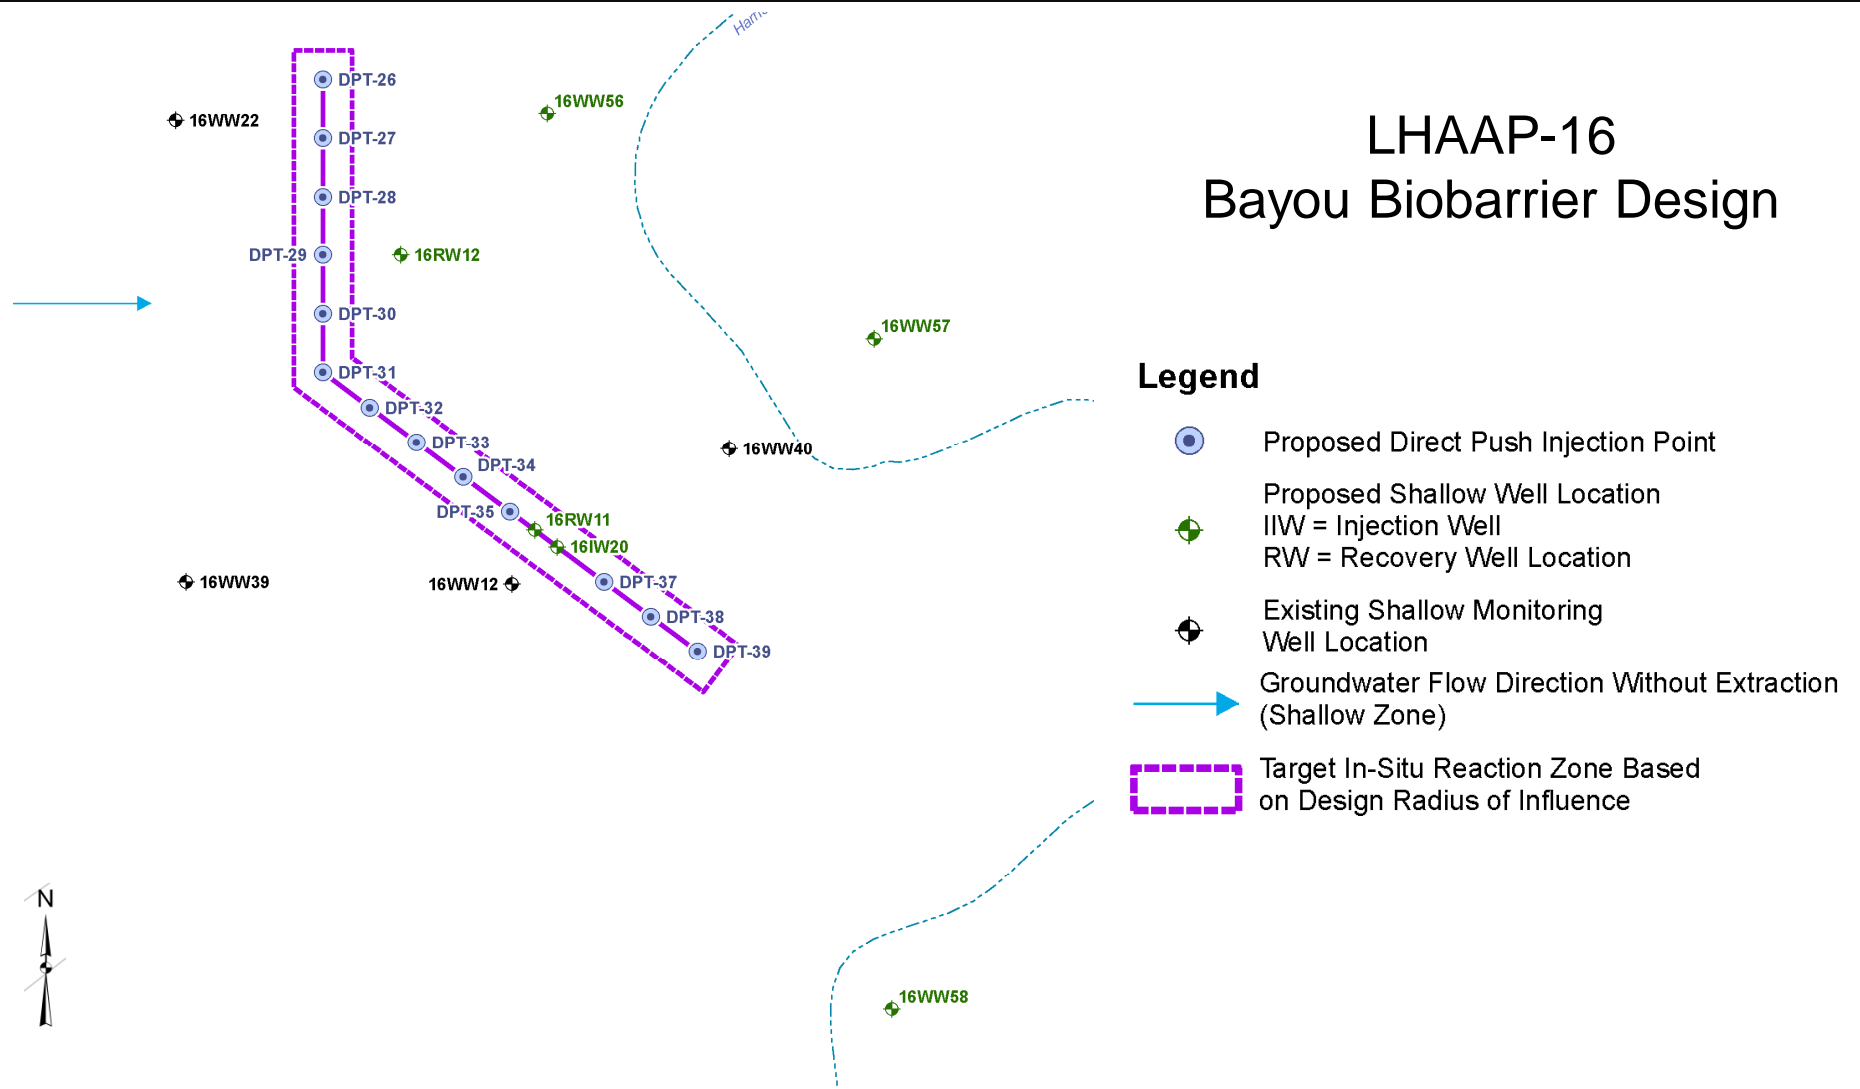 LHAAP-16
Bayou Biobarrier Design
DPT-26
16WW22
16WW56
DPT-27
DPT-28
DPT-29
16RW12
DPT-30
16WW57
DPT-31
DPT-32
DPT-33
16WW40
DPT-34
DPT-35
16RW11
16IW20
16WW39
16WW12
DPT-37
DPT-38
DPT-39
16WW58
N
Legend
Proposed Direct Push Injection Point
Proposed Shallow Well Location
IIW = Injection Well
RW = Recovery Well Location
Existing Shallow Monitoring
Well Location
Groundwater Flow Direction Without Extraction
(Shallow Zone)
Target In-Situ Reaction Zone Based
on Design Radius of Influence